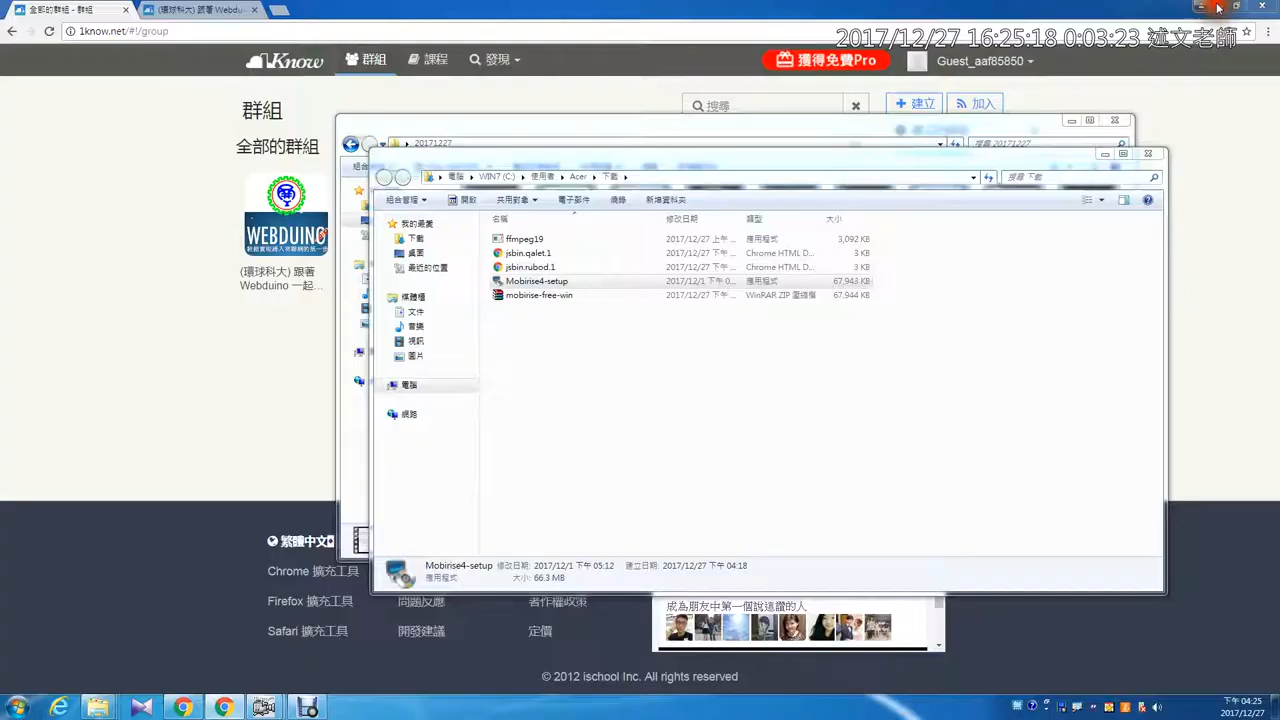 全部的群組 - 群組
(環球科大) 跟著 Webdu
1know.net/#!/group
2017/12/27 16:25:18 0:03:23 述文老師
1Know
群組
課程
發現
獲得免費Pro
Guest_aaf85850
群組
搜尋
建立
加入
全部的群組
WEBDUINO
(環球科大) 跟著
Webduino 一起...
20171227
搜尋 20171227
電腦 WIN7 (C:) 使用者 Acer 下載
搜尋 下載
組合管理 開啟 共用對象 電子郵件 燒錄 新增資料夾
名稱 修改日期 類型 大小
我的最愛
下載
桌面
最近的位置
媒體櫃
文件
音樂
視訊
圖片
電腦
網路
ffmpeg19 2017/12/27 上午 ... 應用程式 3,092 KB
jsbin.qalet.1 2017/12/27 下午 ... Chrome HTML D... 3 KB
jsbin.rubod.1 2017/12/27 下午 ... Chrome HTML D... 3 KB
Mobirise4-setup 2017/12/1 下午 0... 應用程式 67,943 KB
mobirise-free-win 2017/12/27 下午 ... WinRAR ZIP 壓縮檔 67,944 KB
Mobirise4-setup 修改日期: 2017/12/1 下午 05:12 建立日期: 2017/12/27 下午 04:18
應用程式 大小: 66.3 MB
繁體中文
Chrome 擴充工具
Firefox 擴充工具 問題反應 著作權政策
Safari 擴充工具 開發建議 定價
成為朋友中第一個說這讚的人
© 2012 ischool Inc. All rights reserved
下午 04:25
2017/12/27